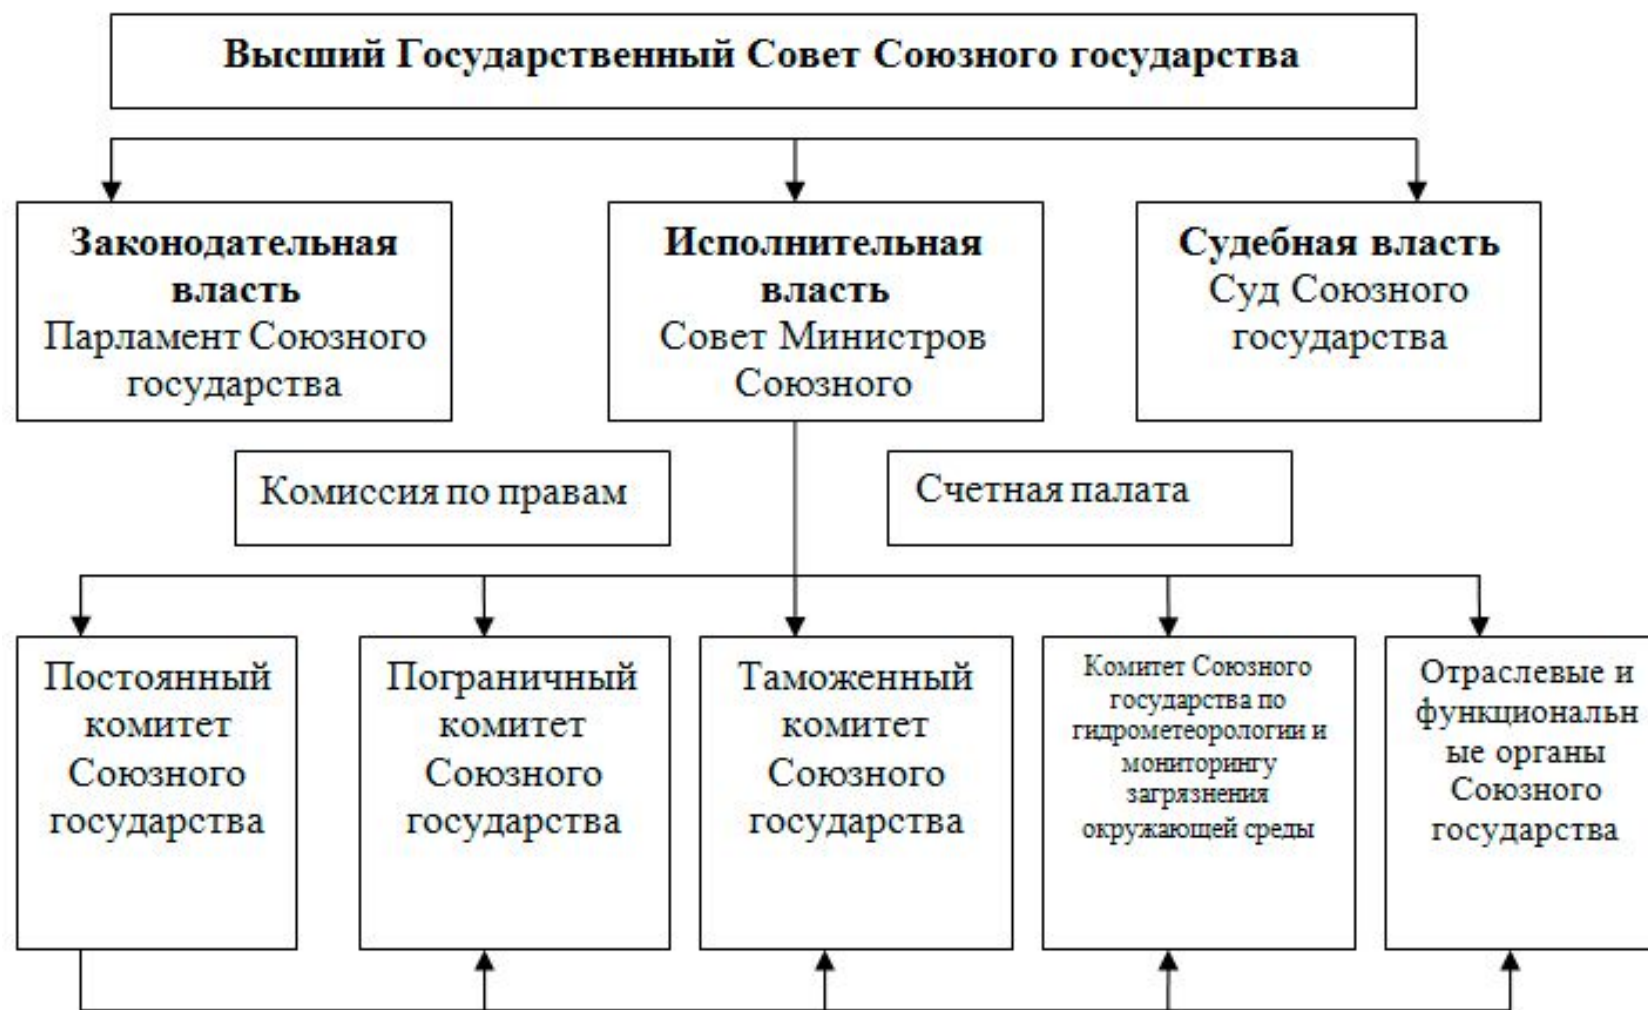 Высший Государственный Совет Союзного государства
Законодательная
власть
Парламент Союзного
государства
Исполнительная
власть
Совет Министров
Союзного
Судебная власть
Суд Союзного
государства
Комиссия по правам
Счетная палата
Постоянный
комитет
Союзного
государства
Пограничный
комитет
Союзного
государства
Таможенный
комитет
Союзного
государства
Комитет Союзного
государства по
гидрометеорологии и
мониторингу
загрязнения
окружающей среды
Отраслевые и
функциональн
ые органы
Союзного
государства